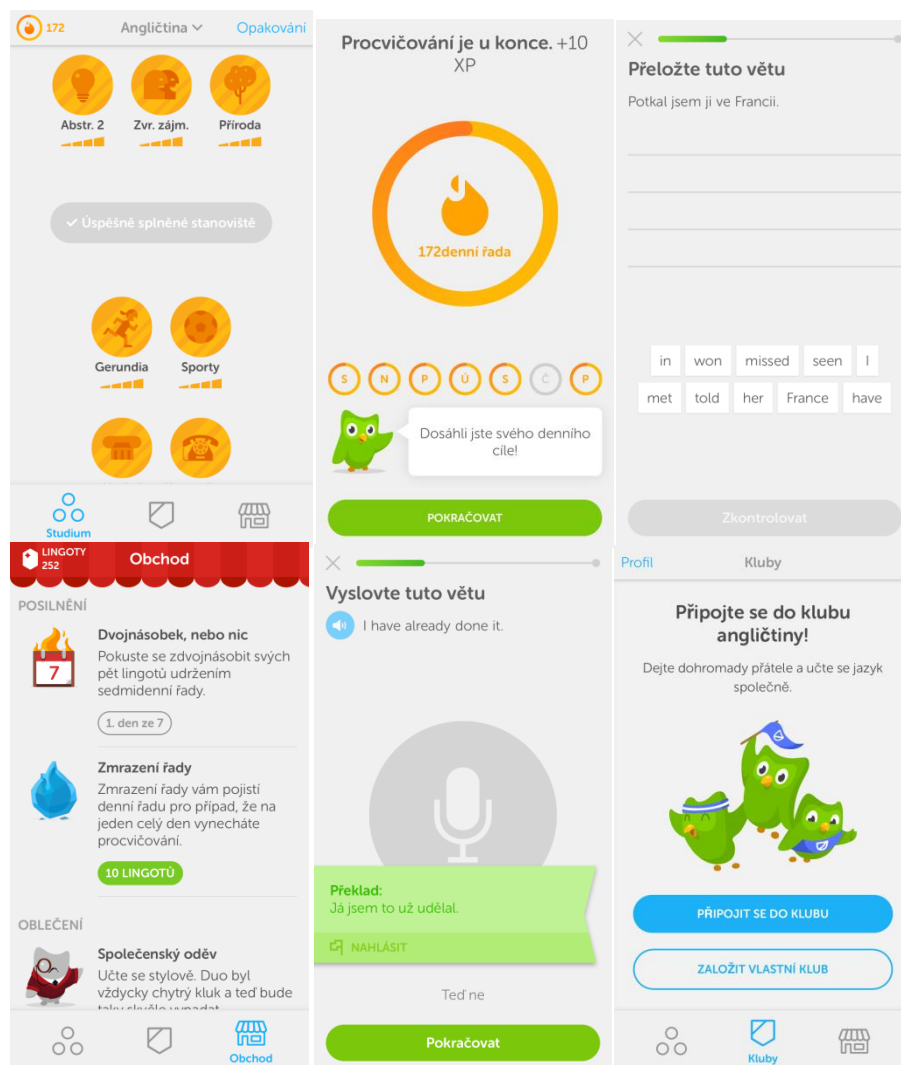 172
Angličtina
Opakování
Abstr. 2
Zvr. zájm.
Příroda
✓ Úspěšně splněné stanoviště
Gerundia
Sporty
Studium
Procvičování je u konce. +10
XP
172denní řada
S N P Ú S Č P
Dosáhli jste svého denního
cíle!
POKRAČOVAT
Přeložte tuto větu
Potkal jsem ji ve Francii.
in won missed seen I
met told her France have
Zkontrolovat
LINGOTY
252
Obchod
POSILNĚNÍ
7
Dvojnásobek, nebo nic
Pokuste se zdvojnásobit svých
pět lingotů udržením
sedmidenní řady.
1. den ze 7
Zmrazení řady
Zmrazení řady vám pojistí
denní řadu pro případ, že na
jeden celý den vynecháte
procvičování.
10 LINGOTŮ
OBLEČENÍ
Společenský oděv
Učte se stylově. Duo byl
vždycky chytrý kluk a teď bude
taky skvěle vypadat
Obchod
Vyslovte tuto větu
I have already done it.
Překlad:
Já jsem to už udělal.
NAHLÁSIT
Teď ne
Pokračovat
Profil
Kluby
Připojte se do klubu
angličtiny!
Dejte dohromady přátele a učte se jazyk
společně.
PŘIPOJIT SE DO KLUBU
ZALOŽIT VLASTNÍ KLUB
Kluby